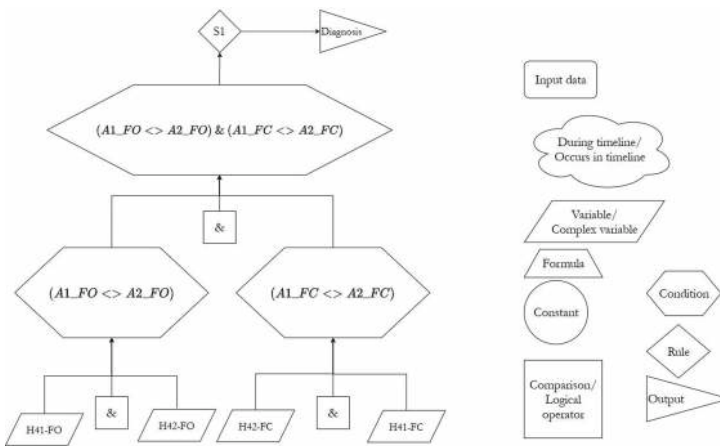 S1
Diagnosis
(A1_FO <> A2_FO) & (A1_FC <> A2_FC)
&
(A1_FO <> A2_FO)
(A1_FC <> A2_FC)
H41-FO
&
H42-FO
H42-FC
&
H41-FC
Input data
During timeline/
Occurs in timeline
Variable/
Complex variable
Formula
Constant
Condition
Rule
Comparison/
Logical
operator
Output